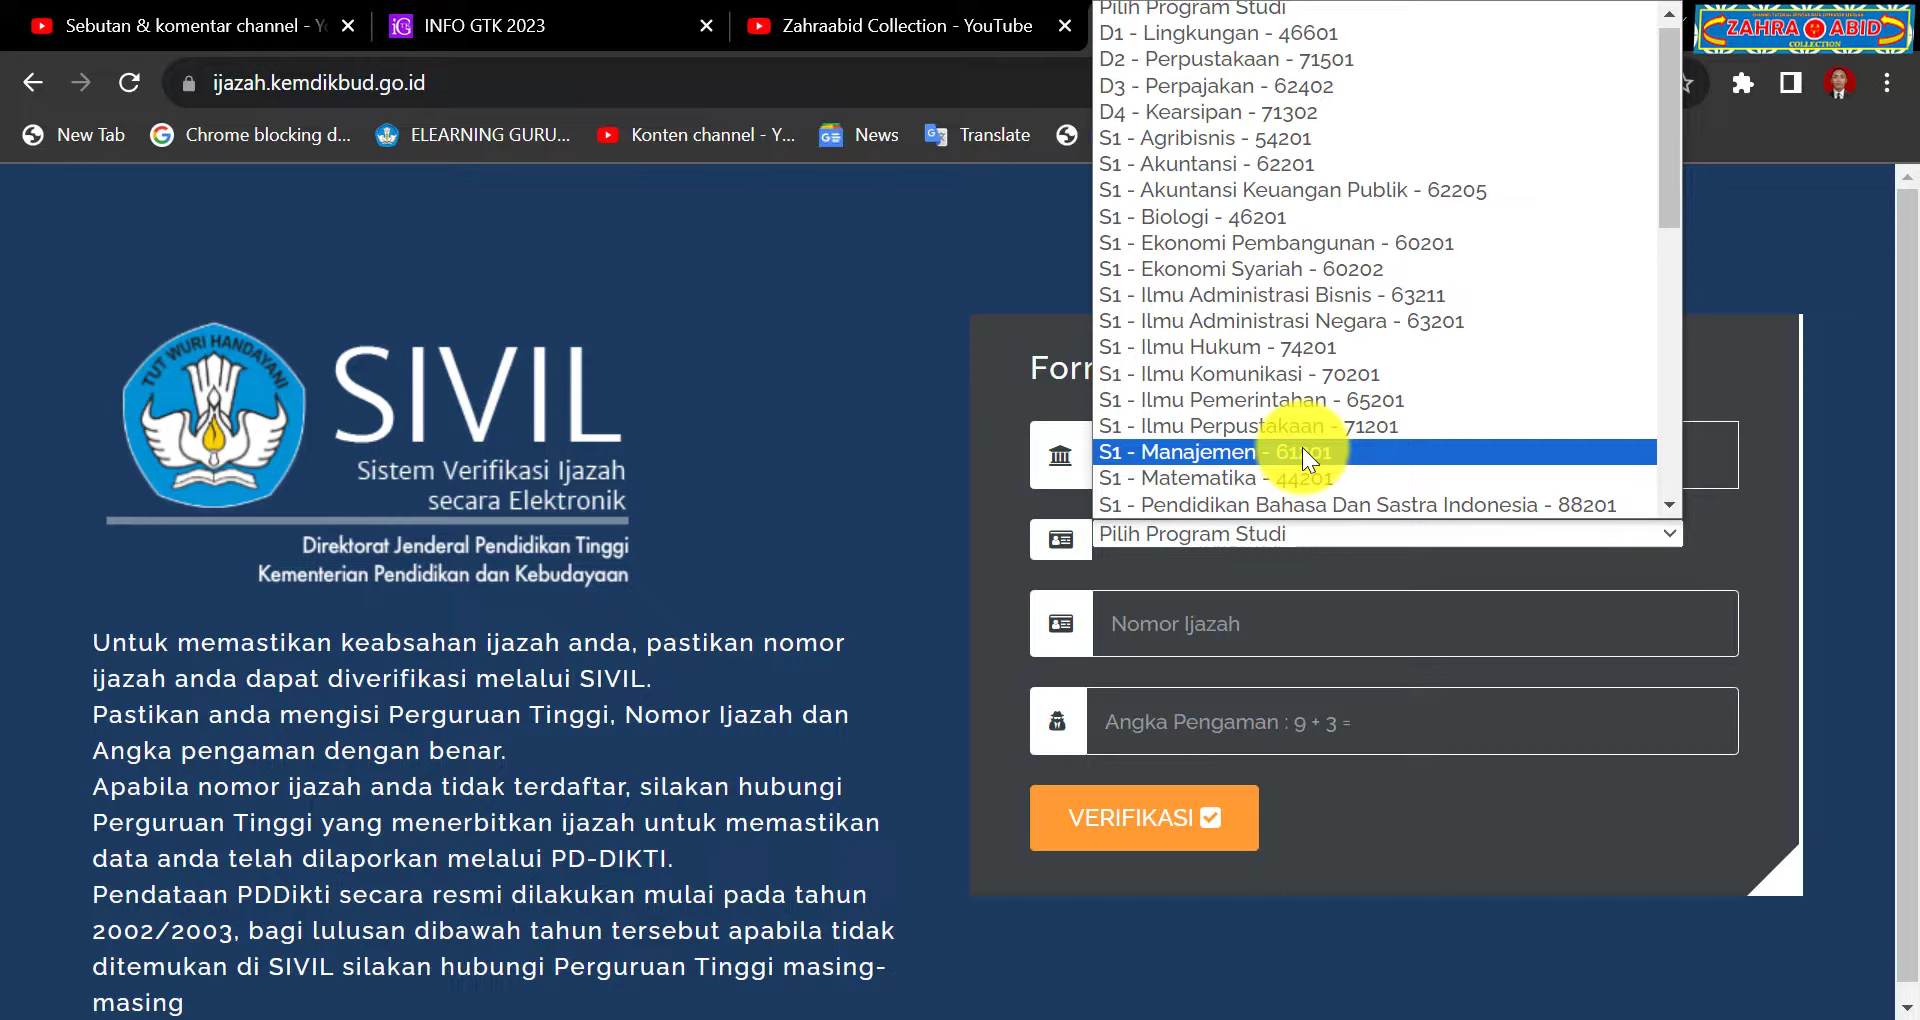 Sebutan & komentar channel - Yo
INFO GTK 2023
Zahraabid Collection - YouTube
ZAHRA ABID
COLLECTION
ijazah.kemdikbud.go.id
New Tab
Chrome blocking d...
ELEARNING GURU...
Konten channel - Y...
News
Translate
Pilih Program Studi
D1 - Lingkungan - 46601
D2 - Perpustakaan - 71501
D3 - Perpajakan - 62402
D4 - Kearsipan - 71302
S1 - Agribisnis - 54201
S1 - Akuntansi - 62201
S1 - Akuntansi Keuangan Publik - 62205
S1 - Biologi - 46201
S1 - Ekonomi Pembangunan - 60201
S1 - Ekonomi Syariah - 60202
S1 - Ilmu Administrasi Bisnis - 63211
S1 - Ilmu Administrasi Negara - 63201
S1 - Ilmu Hukum - 74201
S1 - Ilmu Komunikasi - 70201
S1 - Ilmu Pemerintahan - 65201
S1 - Ilmu Perpustakaan - 71201
S1 - Manajemen - 61201
S1 - Matematika - 44201
S1 - Pendidikan Bahasa Dan Sastra Indonesia - 88201
Pilih Program Studi
TUT WURI HANDAYANI
SIVIL
Sistem Verifikasi Ijazah
secara Elektronik
Direktorat Jenderal Pendidikan Tinggi
Kementerian Pendidikan dan Kebudayaan
Untuk memastikan keabsahan ijazah anda, pastikan nomor
ijazah anda dapat diverifikasi melalui SIVIL.
Pastikan anda mengisi Perguruan Tinggi, Nomor Ijazah dan
Angka pengaman dengan benar.
Apabila nomor ijazah anda tidak terdaftar, silakan hubungi
Perguruan Tinggi yang menerbitkan ijazah untuk memastikan
data anda telah dilaporkan melalui PD-DIKTI.
Pendataan PDDikti secara resmi dilakukan mulai pada tahun
2002/2003, bagi lulusan dibawah tahun tersebut apabila tidak
ditemukan di SIVIL silakan hubungi Perguruan Tinggi masing-
masing
Nomor Ijazah
Angka Pengaman : 9 + 3 =
VERIFIKASI